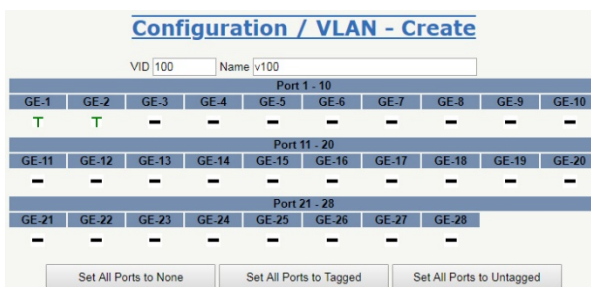 Configuration / VLAN - Create
VID 100 Name v100
Port 1 - 10
GE-1 GE-2 GE-3 GE-4 GE-5 GE-6 GE-7 GE-8 GE-9 GE-10
T T - - - - - - - -
Port 11 - 20
GE-11 GE-12 GE-13 GE-14 GE-15 GE-16 GE-17 GE-18 GE-19 GE-20
- - - - - - - - - -
Port 21 - 28
GE-21 GE-22 GE-23 GE-24 GE-25 GE-26 GE-27 GE-28
- - - - - - - -
Set All Ports to None Set All Ports to Tagged Set All Ports to Untagged